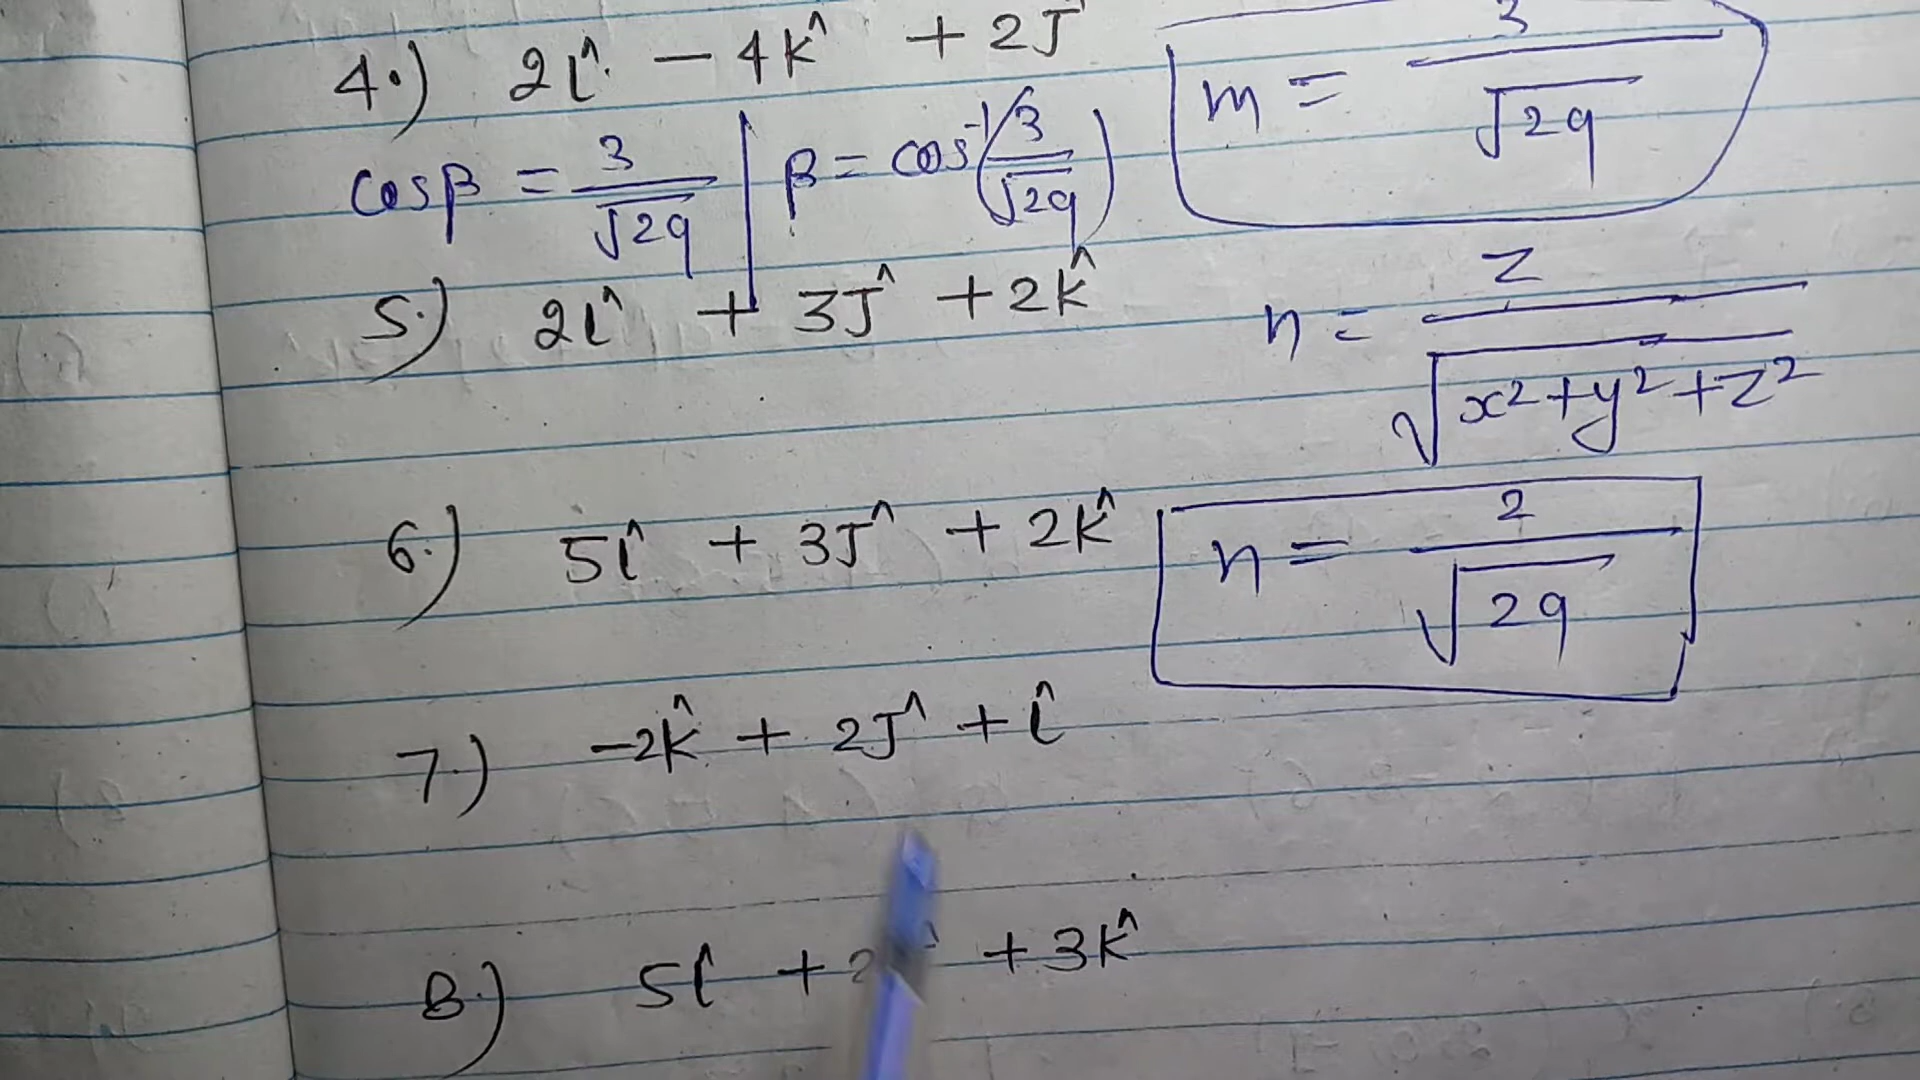 4.) 2î - 4k̂ + 2ĵ
cosβ = 3/√29 | β = cos⁻¹(3/√29)
m = 3/√29
5.) 2î + 3ĵ + 2k̂
n = z/√x²+y²+z²
6.) 5î + 3ĵ + 2k̂
n = 2/√29
7.) -2k̂ + 2ĵ + î
8.) 5î + 2 + 3k̂